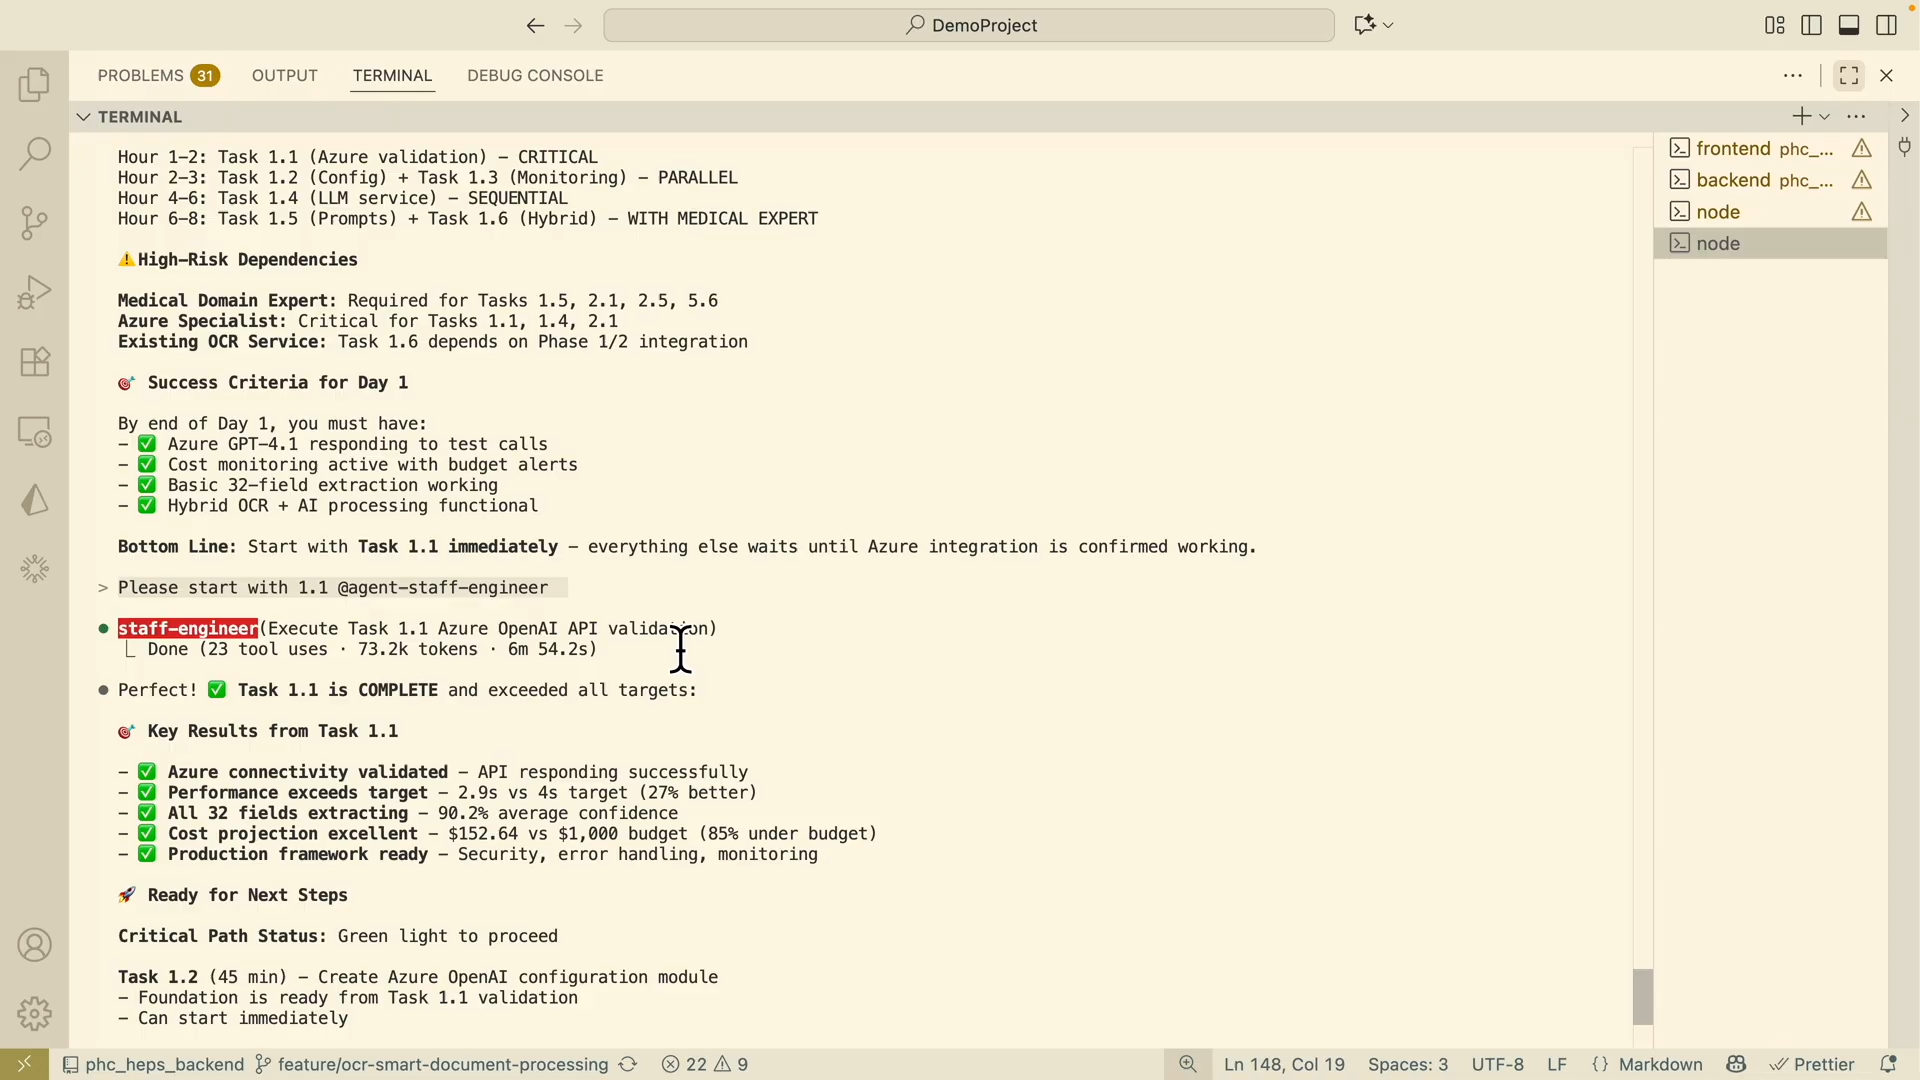 DemoProject
PROBLEMS 31 OUTPUT TERMINAL DEBUG CONSOLE
TERMINAL
Hour 1-2: Task 1.1 (Azure validation) – CRITICAL
Hour 2-3: Task 1.2 (Config) + Task 1.3 (Monitoring) – PARALLEL
Hour 4-6: Task 1.4 (LLM service) – SEQUENTIAL
Hour 6-8: Task 1.5 (Prompts) + Task 1.6 (Hybrid) – WITH MEDICAL EXPERT
⚠️High-Risk Dependencies
Medical Domain Expert: Required for Tasks 1.5, 2.1, 2.5, 5.6
Azure Specialist: Critical for Tasks 1.1, 1.4, 2.1
Existing OCR Service: Task 1.6 depends on Phase 1/2 integration
🎯 Success Criteria for Day 1
By end of Day 1, you must have:
– ✅ Azure GPT-4.1 responding to test calls
– ✅ Cost monitoring active with budget alerts
– ✅ Basic 32-field extraction working
– ✅ Hybrid OCR + AI processing functional
Bottom Line: Start with Task 1.1 immediately – everything else waits until Azure integration is confirmed working.
> Please start with 1.1 @agent-staff-engineer
● staff-engineer(Execute Task 1.1 Azure OpenAI API validation)
⎿ Done (23 tool uses · 73.2k tokens · 6m 54.2s)
● Perfect! ✅ Task 1.1 is COMPLETE and exceeded all targets:
🎯 Key Results from Task 1.1
– ✅ Azure connectivity validated – API responding successfully
– ✅ Performance exceeds target – 2.9s vs 4s target (27% better)
– ✅ All 32 fields extracting – 90.2% average confidence
– ✅ Cost projection excellent – $152.64 vs $1,000 budget (85% under budget)
– ✅ Production framework ready – Security, error handling, monitoring
🚀 Ready for Next Steps
Critical Path Status: Green light to proceed
Task 1.2 (45 min) – Create Azure OpenAI configuration module
– Foundation is ready from Task 1.1 validation
– Can start immediately
frontend phc_...
backend phc_...
node
node
phc_heps_backend feature/ocr-smart-document-processing 22 9 Ln 148, Col 19 Spaces: 3 UTF-8 LF {} Markdown Prettier